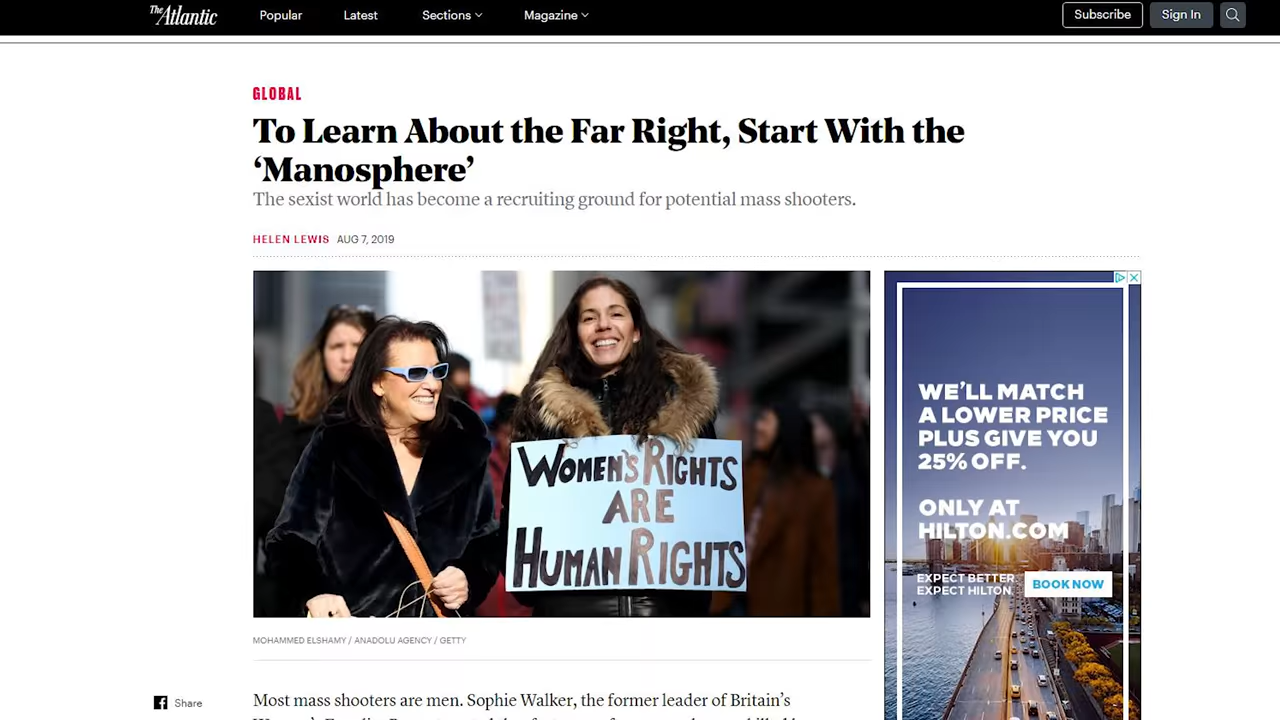 The Atlantic
Popular
Latest
Sections
Magazine
Subscribe
Sign In
GLOBAL
To Learn About the Far Right, Start With the
‘Manosphere’
The sexist world has become a recruiting ground for potential mass shooters.
HELEN LEWIS AUG 7, 2019
WOMEN'S RIGHTS
ARE
HUMAN RIGHTS
WE’LL MATCH
A LOWER PRICE
PLUS GIVE YOU
25% OFF.
ONLY AT
HILTON.COM
EXPECT BETTER.
EXPECT HILTON.
BOOK NOW
MOHAMMED ELSHAMY / ANADOLU AGENCY / GETTY
Share
Most mass shooters are men. Sophie Walker, the former leader of Britain’s